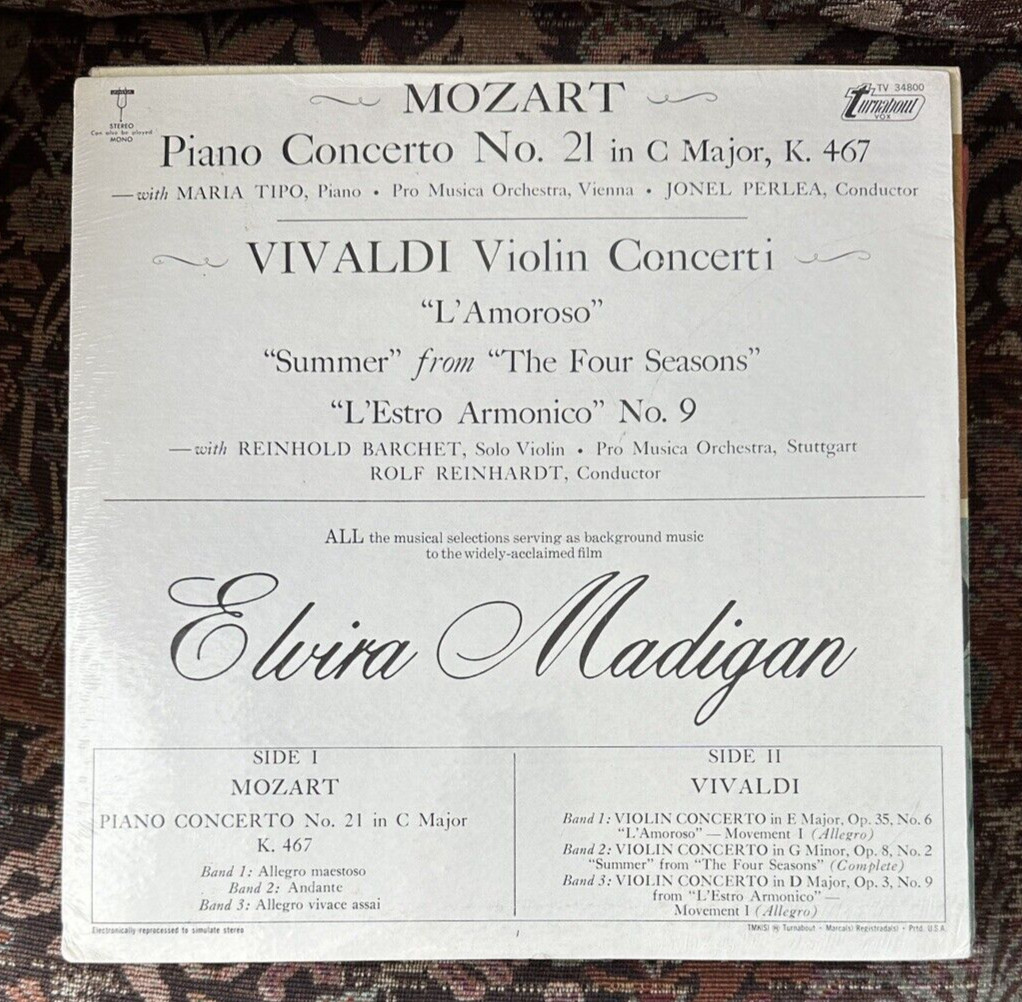 STEREO
Can also be played
MONO
TV 34800
Turnabout
VOX
MOZART
Piano Concerto No. 21 in C Major, K. 467
—with MARIA TIPO, Piano • Pro Musica Orchestra, Vienna • JONEL PERLEA, Conductor
VIVALDI Violin Concerti
“L’Amoroso”
“Summer” from “The Four Seasons”
“L’Estro Armonico” No. 9
—with REINHOLD BARCHET, Solo Violin • Pro Musica Orchestra, Stuttgart
ROLF REINHARDT, Conductor
ALL the musical selections serving as background music
to the widely-acclaimed film
Elvira Madigan
SIDE I
MOZART
PIANO CONCERTO No. 21 in C Major
K. 467
Band 1: Allegro maestoso
Band 2: Andante
Band 3: Allegro vivace assai
SIDE II
VIVALDI
Band 1: VIOLIN CONCERTO in E Major, Op. 35, No. 6
“L’Amoroso” — Movement I (Allegro)
Band 2: VIOLIN CONCERTO in G Minor, Op. 8, No. 2
“Summer” from “The Four Seasons” (Complete)
Band 3: VIOLIN CONCERTO in D Major, Op. 3, No. 9
from “L’Estro Armonico” —
Movement I (Allegro)
Electronically reprocessed to simulate stereo
TMK(S) ® Turnabout • Marca(s) Registrada(s) • Prtd. U.S.A.